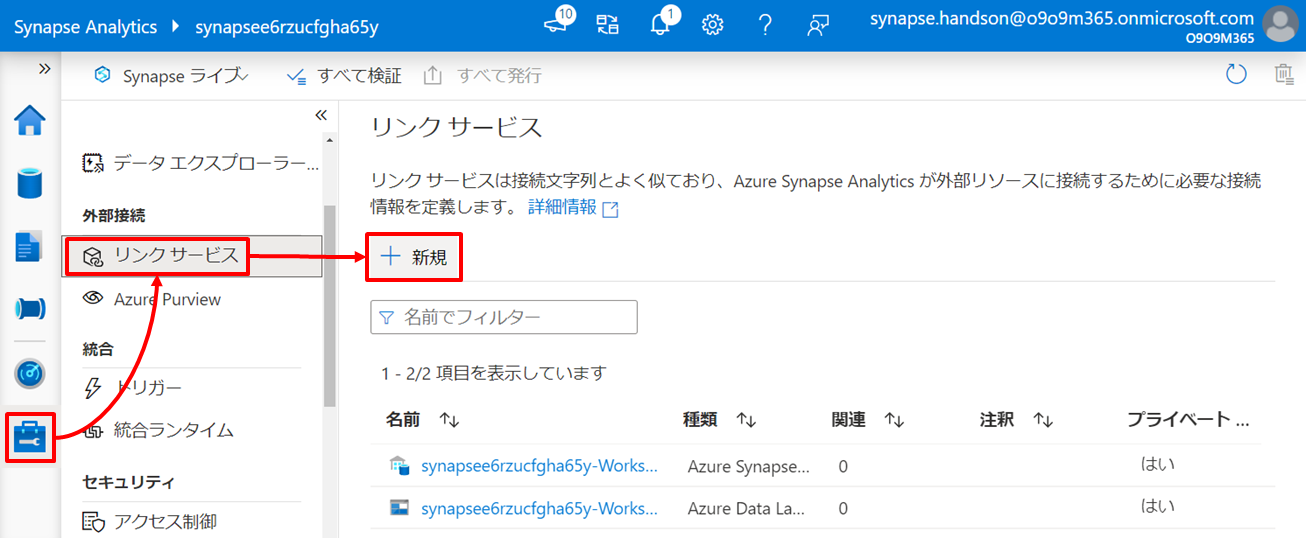 Synapse Analytics synapsee6rzucfgha65y 10 1 synapse.handson@o9o9m365.onmicrosoft.com
O9O9M365
Synapse ライブ すべて検証 すべて発行
データ エクスプローラー...
外部接続
リンク サービス
Azure Purview
統合
トリガー
統合ランタイム
セキュリティ
アクセス制御
リンク サービス
リンク サービスは接続文字列とよく似ており、Azure Synapse Analytics が外部リソースに接続するために必要な接続
情報を定義します。 詳細情報
新規
名前でフィルター
1 - 2/2 項目を表示しています
名前 種類 関連 注釈 プライベート ...
synapsee6rzucfgha65y-Works... Azure Synapse... 0 はい
synapsee6rzucfgha65y-Works... Azure Data La... 0 はい